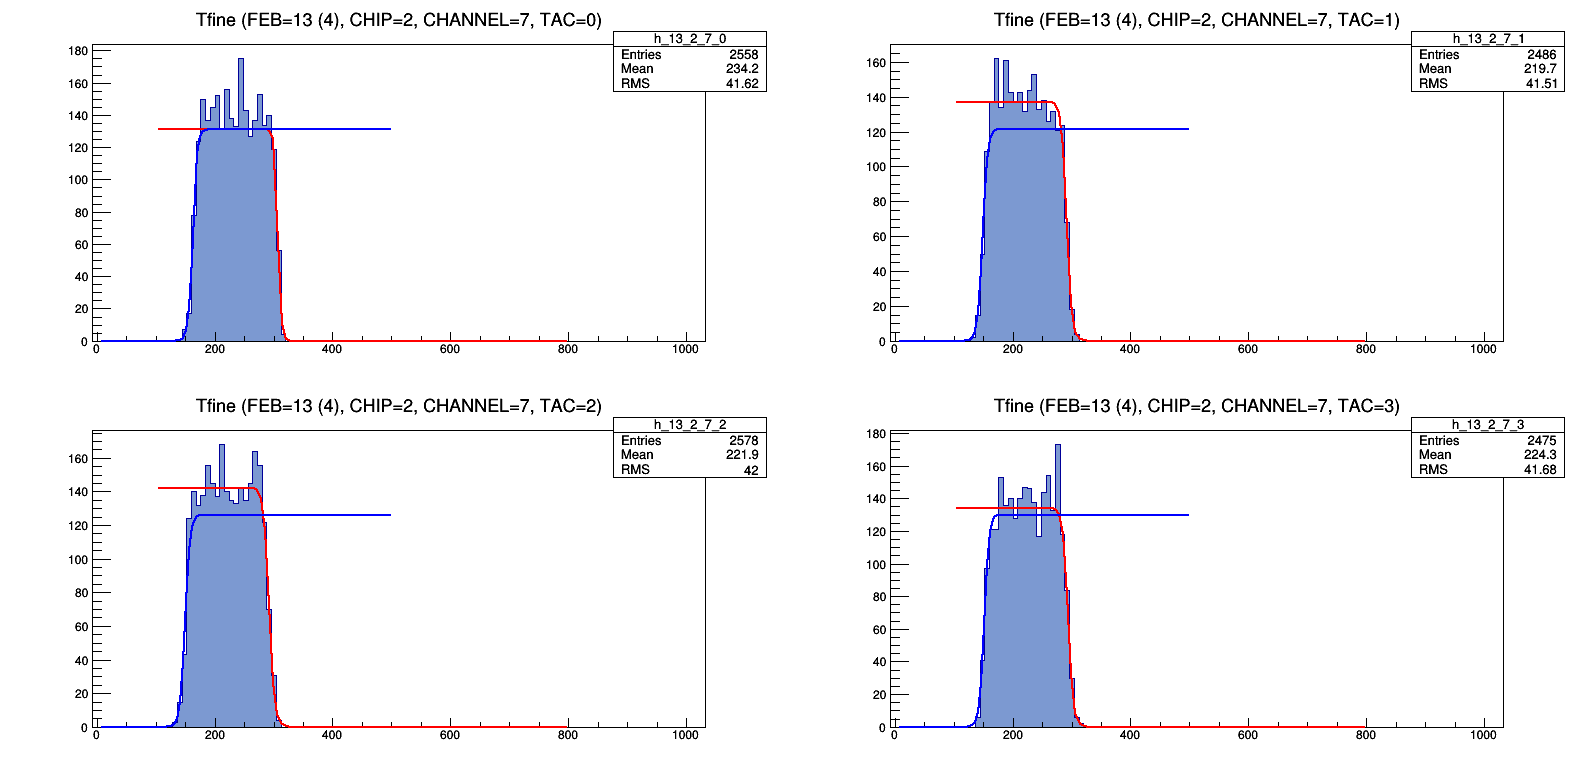 Tfine (FEB=13 (4), CHIP=2, CHANNEL=7, TAC=0)
h_13_2_7_0
Entries 2558
Mean 234.2
RMS 41.62
180
160
140
120
100
80
60
40
20
0
0 200 400 600 800 1000
Tfine (FEB=13 (4), CHIP=2, CHANNEL=7, TAC=1)
h_13_2_7_1
Entries 2486
Mean 219.7
RMS 41.51
160
140
120
100
80
60
40
20
0
0 200 400 600 800 1000
Tfine (FEB=13 (4), CHIP=2, CHANNEL=7, TAC=2)
h_13_2_7_2
Entries 2578
Mean 221.9
RMS 42
160
140
120
100
80
60
40
20
0
0 200 400 600 800 1000
Tfine (FEB=13 (4), CHIP=2, CHANNEL=7, TAC=3)
h_13_2_7_3
Entries 2475
Mean 224.3
RMS 41.68
180
160
140
120
100
80
60
40
20
0
0 200 400 600 800 1000